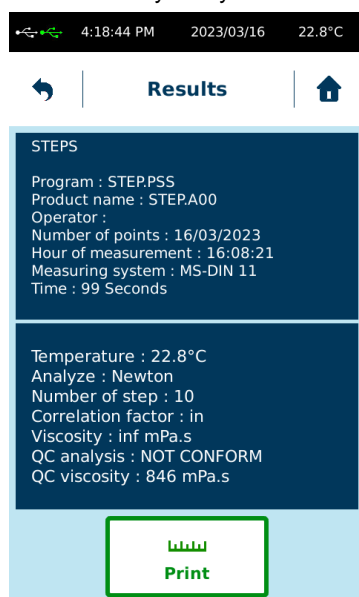 4:18:44 PM 2023/03/16 22.8°C
Results
STEPS
Program : STEP.PSS
Product name : STEP.A00
Operator :
Number of points : 16/03/2023
Hour of measurement : 16:08:21
Measuring system : MS-DIN 11
Time : 99 Seconds
Temperature : 22.8°C
Analyze : Newton
Number of step : 10
Correlation factor : in
Viscosity : inf mPa.s
QC analysis : NOT CONFORM
QC viscosity : 846 mPa.s
Print